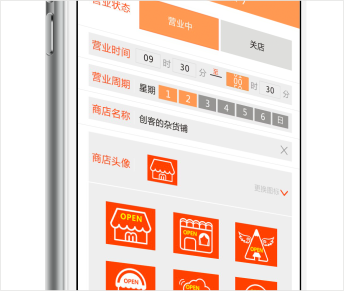 营业状态
营业中 关店
营业时间 09 时 30 分 至 时 30 分
营业周期 星期 1 2 3 4 5 6 日
商店名称 创客的杂货铺
商店头像
更换图标
OPEN
OPEN
OPEN
OPEN
OPEN